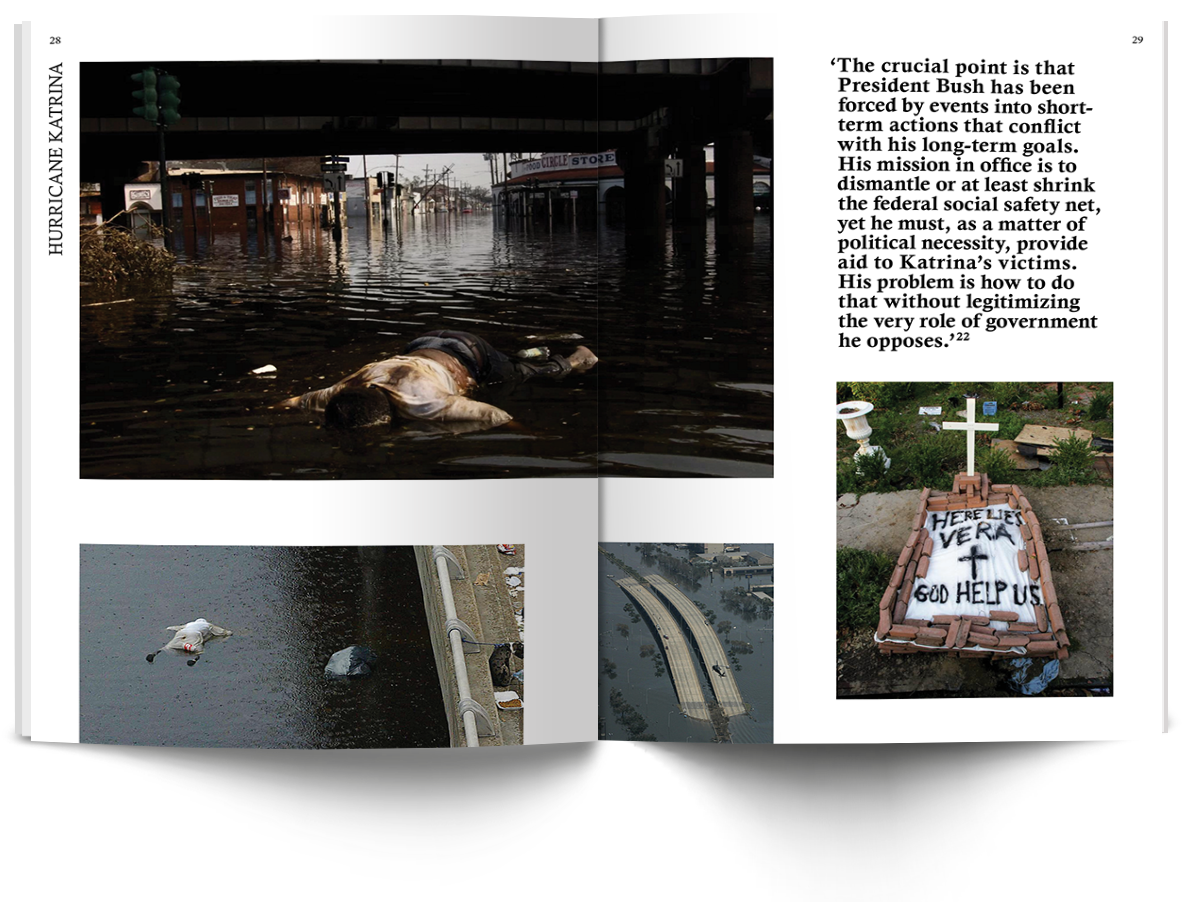 28
HURRICANE KATRINA
CIRCLE STORE
29
‘The crucial point is that
President Bush has been
forced by events into short-
term actions that conflict
with his long-term goals.
His mission in office is to
dismantle or at least shrink
the federal social safety net,
yet he must, as a matter of
political necessity, provide
aid to Katrina’s victims.
His problem is how to do
that without legitimizing
the very role of government
he opposes.’22
HERE LIES
VERA
GOD HELP US